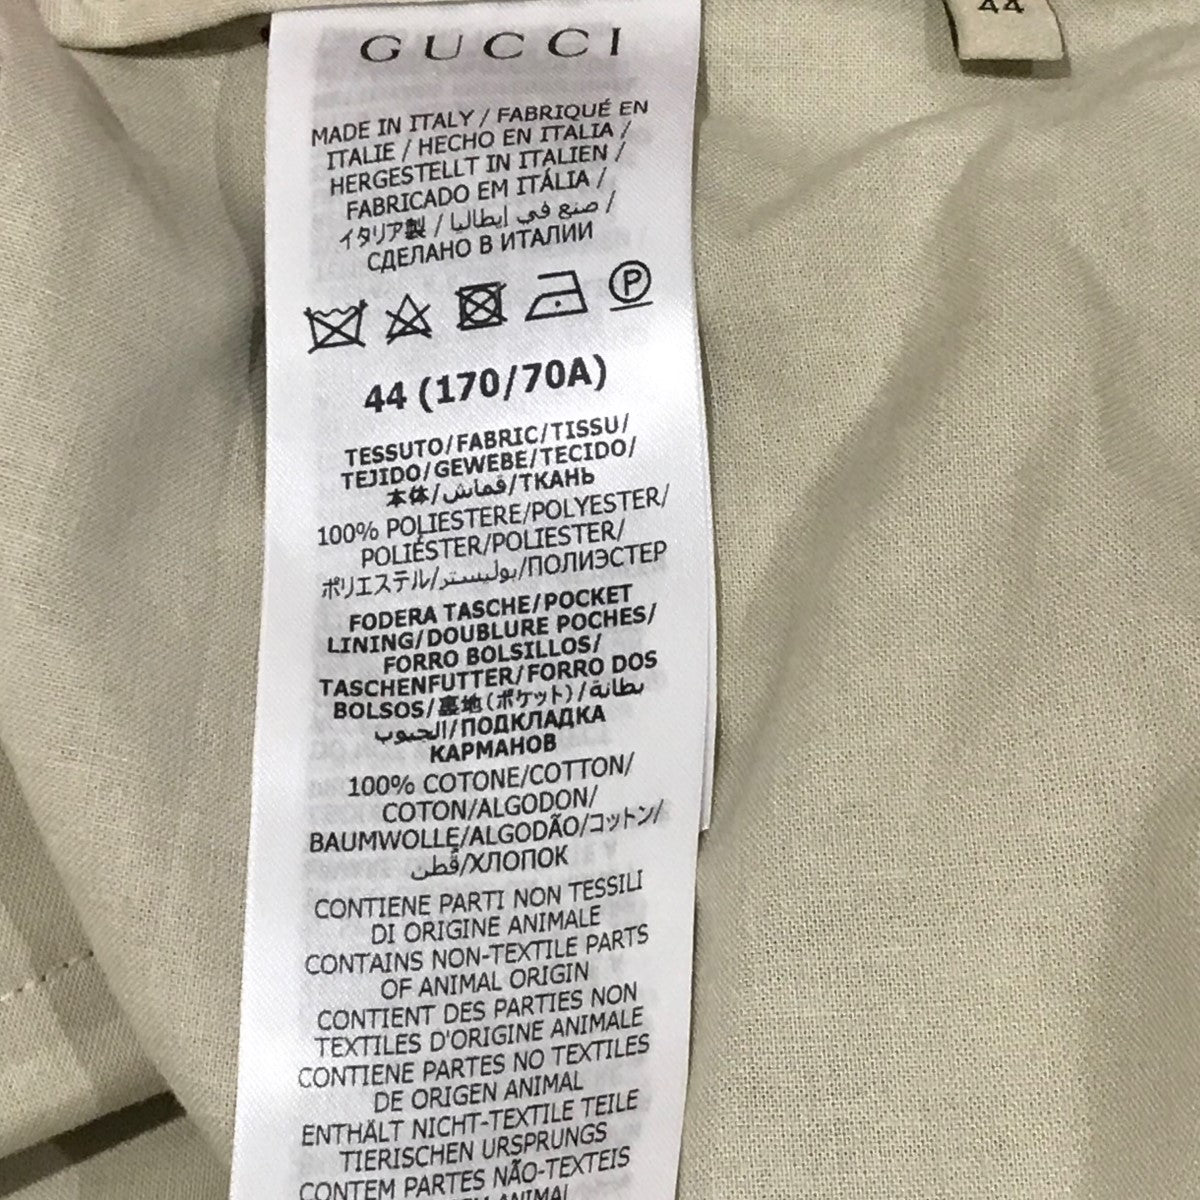 44
GUCCI
MADE IN ITALY / FABRIQUÉ EN
ITALIE / HECHO EN ITALIA /
HERGESTELLT IN ITALIEN /
FABRICADO EM ITÁLIA /
イタリア製 / صنع في إيطاليا /
СДЕЛАНО В ИТАЛИИ
P
44 (170/70A)
TESSUTO/FABRIC/TISSU/
TEJIDO/GEWEBE/TECIDO/
本体/قماش/ТКАНЬ
100% POLIESTERE/POLYESTER/
POLIÉSTER/POLIESTER/
ポリエステル/بوليستر/ПОЛИЭСТЕР
FODERA TASCHE/POCKET
LINING/DOUBLURE POCHES/
FORRO BOLSILLOS/
TASCHENFUTTER/FORRO DOS
BOLSOS/裏地(ポケット)/بطانة
الجيوب/ПОДКЛАДКА
КАРМАНОВ
100% COTONE/COTTON/
COTON/ALGODON/
BAUMWOLLE/ALGODÃO/コットン/
قطن/ХЛОПОК
CONTIENE PARTI NON TESSILI
DI ORIGINE ANIMALE
CONTAINS NON-TEXTILE PARTS
OF ANIMAL ORIGIN
CONTIENT DES PARTIES NON
TEXTILES D'ORIGINE ANIMALE
CONTIENE PARTES NO TEXTILES
DE ORIGEN ANIMAL
ENTHÄLT NICHT-TEXTILE TEILE
TIERISCHEN URSPRUNGS
CONTEM PARTES NÃO-TEXTEIS
ANIMAL